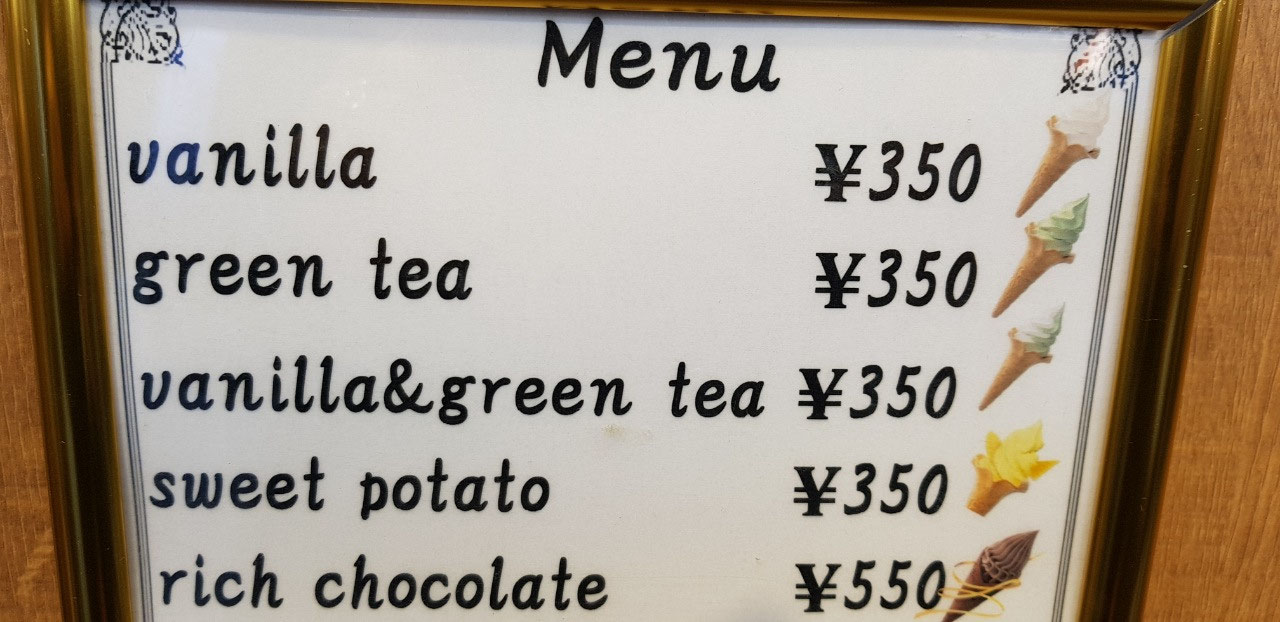 Menu
vanilla ¥350
green tea ¥350
vanilla&green tea ¥350
sweet potato ¥350
rich chocolate ¥550